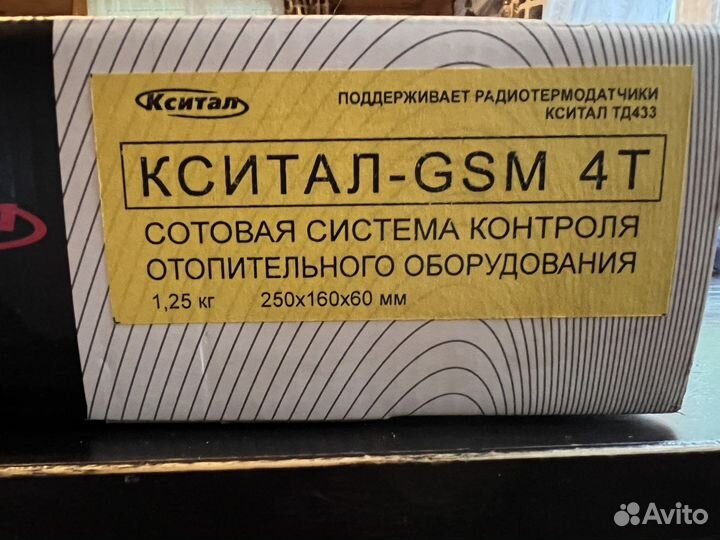 Кситал
ПОДДЕРЖИВАЕТ РАДИОТЕРМОДАТЧИКИ
КСИТАЛ ТД433
КСИТАЛ-GSM 4T
СОТОВАЯ СИСТЕМА КОНТРОЛЯ
ОТОПИТЕЛЬНОГО ОБОРУДОВАНИЯ
1,25 кг 250х160х60 мм
Avito